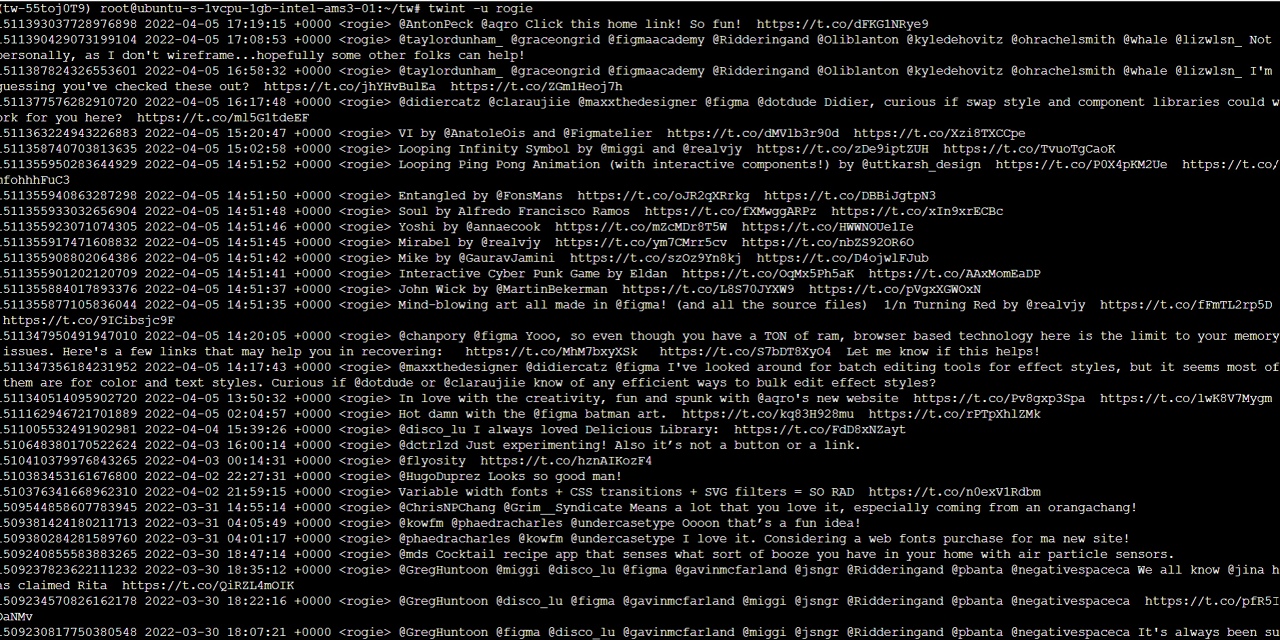 (tw-55toj0T9) root@ubuntu-s-1vcpu-1gb-intel-ams3-01:~/tw# twint -u rogie
1511393037728976898 2022-04-05 17:19:15 +0000 <rogie> @AntonPeck @aqro Click this home link! So fun!  https://t.co/dFKG1NRye9
1511390429073199104 2022-04-05 17:08:53 +0000 <rogie> @taylordunham_ @graceongrid @figmaacademy @Ridderingand @Oliblanton @kyledehovitz @ohrachelsmith @whale @lizwlsn_ Not
personally, as I don't wireframe...hopefully some other folks can help!
1511387824326553601 2022-04-05 16:58:32 +0000 <rogie> @taylordunham_ @graceongrid @figmaacademy @Ridderingand @Oliblanton @kyledehovitz @ohrachelsmith @whale @lizwlsn_ I'm
guessing you've checked these out?  https://t.co/jhYHvBulEa  https://t.co/ZGmlHeoj7h
1511377576282910720 2022-04-05 16:17:48 +0000 <rogie> @didiercatz @claraujiie @maxxthedesigner @figma @dotdude Didier, curious if swap style and component libraries could w
ork for you here?  https://t.co/ml5G1tdeEF
1511363224943226883 2022-04-05 15:20:47 +0000 <rogie> VI by @AnatoleOis and @Figmatelier  https://t.co/dMVlb3r90d  https://t.co/Xzi8TXCCpe
1511358740703813635 2022-04-05 15:02:58 +0000 <rogie> Looping Infinity Symbol by @miggi and @realvjy  https://t.co/zDe9iptZUH  https://t.co/TvuoTgCaoK
1511355950283644929 2022-04-05 14:51:52 +0000 <rogie> Looping Ping Pong Animation (with interactive components!) by @uttkarsh_design  https://t.co/P0X4pKM2Ue  https://t.co/
nfohhhFuC3
1511355940863287298 2022-04-05 14:51:50 +0000 <rogie> Entangled by @FonsMans  https://t.co/oJR2qXRrkg  https://t.co/DBBiJgtpN3
1511355933032656904 2022-04-05 14:51:48 +0000 <rogie> Soul by Alfredo Francisco Ramos  https://t.co/fXMwggARPz  https://t.co/xIn9xrECBc
1511355923071074305 2022-04-05 14:51:46 +0000 <rogie> Yoshi by @annaecook  https://t.co/mZcMDr8T5W  https://t.co/HWWNOUelIe
1511355917471608832 2022-04-05 14:51:45 +0000 <rogie> Mirabel by @realvjy  https://t.co/ym7CMrr5cv  https://t.co/nbZS92OR6O
1511355908802064386 2022-04-05 14:51:42 +0000 <rogie> Mike by @GauravJamini  https://t.co/szOz9Yn8kj  https://t.co/D4ojwlFJub
1511355901202120709 2022-04-05 14:51:41 +0000 <rogie> Interactive Cyber Punk Game by Eldan  https://t.co/OqMx5Ph5aK  https://t.co/AAxMomEaDP
1511355884017893376 2022-04-05 14:51:37 +0000 <rogie> John Wick by @MartinBekerman  https://t.co/L8S70JYXW9  https://t.co/pVgxXGWOxN
1511355877105836044 2022-04-05 14:51:35 +0000 <rogie> Mind-blowing art all made in @figma! (and all the source files)  1/n Turning Red by @realvjy  https://t.co/fFmTL2rp5D
https://t.co/9ICibsjc9F
1511347950491947010 2022-04-05 14:20:05 +0000 <rogie> @chanpory @figma Yooo, so even though you have a TON of ram, browser based technology here is the limit to your memory
issues. Here's a few links that may help you in recovering:   https://t.co/MhM7bxyXSk   https://t.co/S7bDT8XyO4  Let me know if this helps!
1511347356184231952 2022-04-05 14:17:43 +0000 <rogie> @maxxthedesigner @didiercatz @figma I've looked around for batch editing tools for effect styles, but it seems most of
them are for color and text styles. Curious if @dotdude or @claraujiie know of any efficient ways to bulk edit effect styles?
1511340514095902720 2022-04-05 13:50:32 +0000 <rogie> In love with the creativity, fun and spunk with @aqro's new website  https://t.co/Pv8gxp3Spa  https://t.co/lwK8V7Mygm
1511162946721701889 2022-04-05 02:04:57 +0000 <rogie> Hot damn with the @figma batman art.  https://t.co/kq83H928mu  https://t.co/rPTpXhlZMk
1511005532491902981 2022-04-04 15:39:26 +0000 <rogie> @disco_lu I always loved Delicious Library:  https://t.co/FdD8xNZayt
1510648380170522624 2022-04-03 16:00:14 +0000 <rogie> @dctrlzd Just experimenting! Also it’s not a button or a link.
1510410379976843265 2022-04-03 00:14:31 +0000 <rogie> @flyosity  https://t.co/hznAIKozF4
1510383453161676800 2022-04-02 22:27:31 +0000 <rogie> @HugoDuprez Looks so good man!
1510376341668962310 2022-04-02 21:59:15 +0000 <rogie> Variable width fonts + CSS transitions + SVG filters = SO RAD  https://t.co/n0exV1Rdbm
1509544858607783945 2022-03-31 14:55:14 +0000 <rogie> @ChrisNPChang @Grim__Syndicate Means a lot that you love it, especially coming from an orangachang!
1509381424180211713 2022-03-31 04:05:49 +0000 <rogie> @kowfm @phaedracharles @undercasetype Oooon that’s a fun idea!
1509380284281589760 2022-03-31 04:01:17 +0000 <rogie> @phaedracharles @kowfm @undercasetype I love it. Considering a web fonts purchase for ma new site!
1509240855583883265 2022-03-30 18:47:14 +0000 <rogie> @mds Cocktail recipe app that senses what sort of booze you have in your home with air particle sensors.
1509237823622111232 2022-03-30 18:35:12 +0000 <rogie> @GregHuntoon @miggi @disco_lu @figma @gavinmcfarland @jsngr @Ridderingand @pbanta @negativespaceca We all know @jina h
as claimed Rita  https://t.co/QiRZL4mOIK
1509234570826162178 2022-03-30 18:22:16 +0000 <rogie> @GregHuntoon @disco_lu @figma @gavinmcfarland @miggi @jsngr @Ridderingand @pbanta @negativespaceca  https://t.co/pfR5I
DaNMv
1509230817750380548 2022-03-30 18:07:21 +0000 <rogie> @GregHuntoon @figma @disco_lu @gavinmcfarland @miggi @jsngr @Ridderingand @pbanta @negativespaceca It's always been su